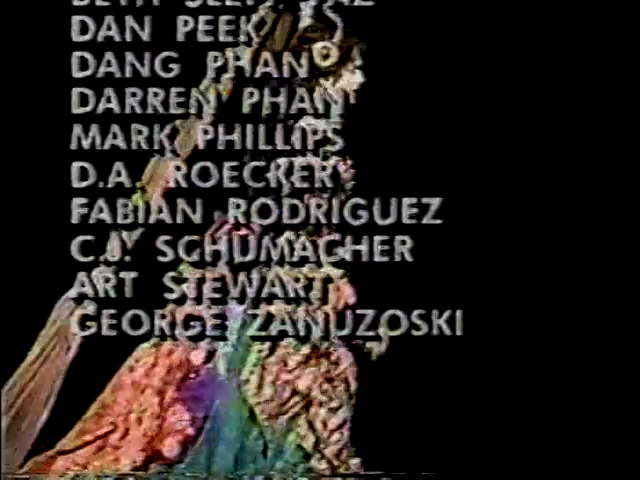 DAN PEEK
DANG PHAN
DARREN PHAN
MARK PHILLIPS
D.A. ROECKER
FABIAN RODRIGUEZ
C.J. SCHUMACHER
ART STEWART
GEORGE ZANUZOSKI